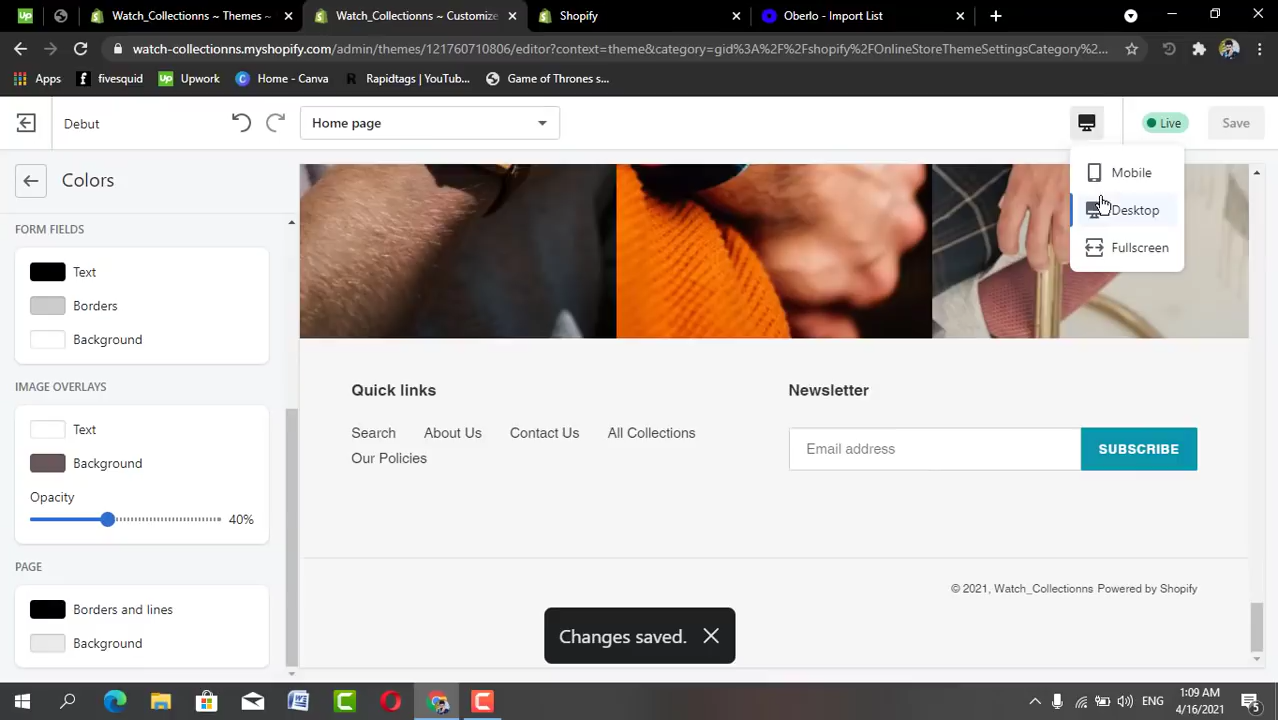 Watch_Collectionns ~ Themes ~
Watch_Collectionns ~ Customize
Shopify
Oberlo - Import List
watch-collectionns.myshopify.com/admin/themes/121760710806/editor?context=theme&category=gid%3A%2F%2Fshopify%2FOnlineStoreThemeSettingsCategory%2...
Apps
fivesquid
Upwork
Home - Canva
Rapidtags | YouTube...
Game of Thrones s...
Debut
Home page
Live
Save
Mobile
Desktop
Fullscreen
Colors
FORM FIELDS
Text
Borders
Background
IMAGE OVERLAYS
Text
Background
Opacity
40%
PAGE
Borders and lines
Background
Quick links
Search About Us Contact Us All Collections
Our Policies
Newsletter
Email address
SUBSCRIBE
© 2021, Watch_Collectionns Powered by Shopify
Changes saved.
ENG
1:09 AM
4/16/2021
5